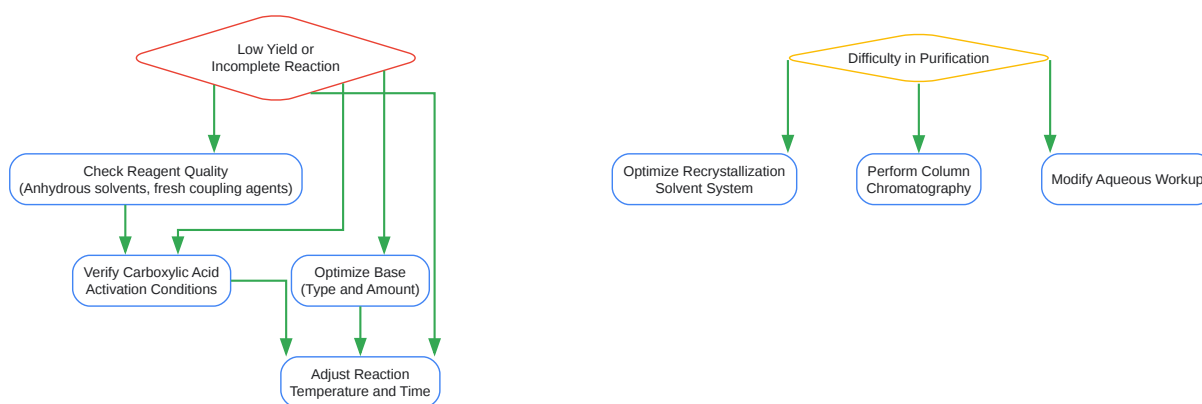 Low Yield or
Incomplete Reaction
Difficulty in Purification
Check Reagent Quality
(Anhydrous solvents, fresh coupling agents)
Optimize Recrystallization
Solvent System
Perform Column
Chromatography
Modify Aqueous Workup
Verify Carboxylic Acid
Activation Conditions
Optimize Base
(Type and Amount)
Adjust Reaction
Temperature and Time